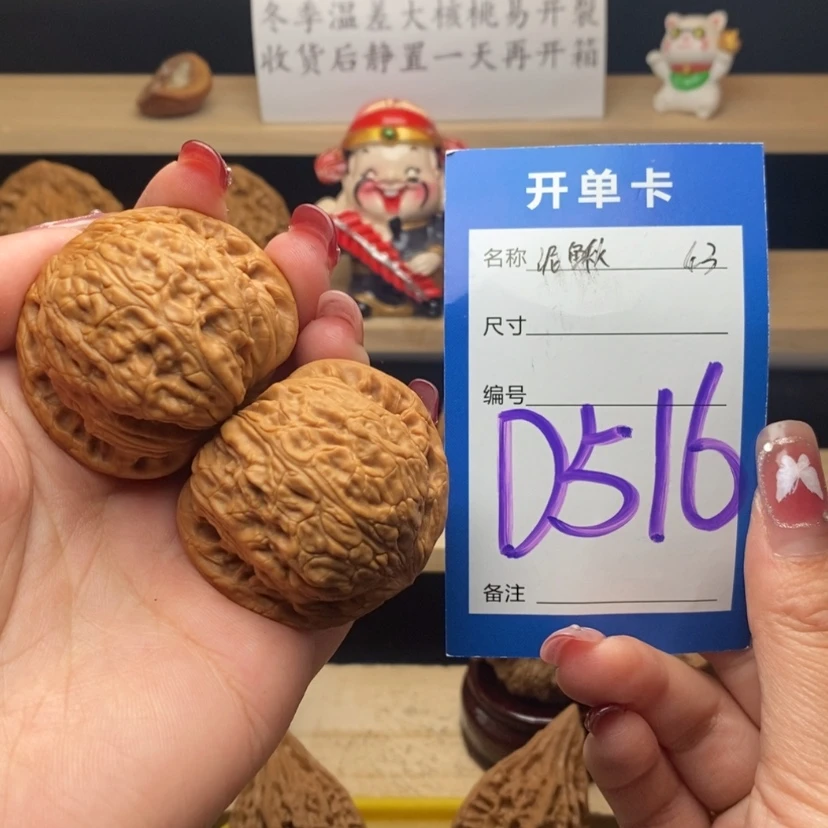 冬季温差大核桃易开裂
收货后静置一天再开箱
开单卡
名称 泥鳅 43
尺寸
编号
D516
备注